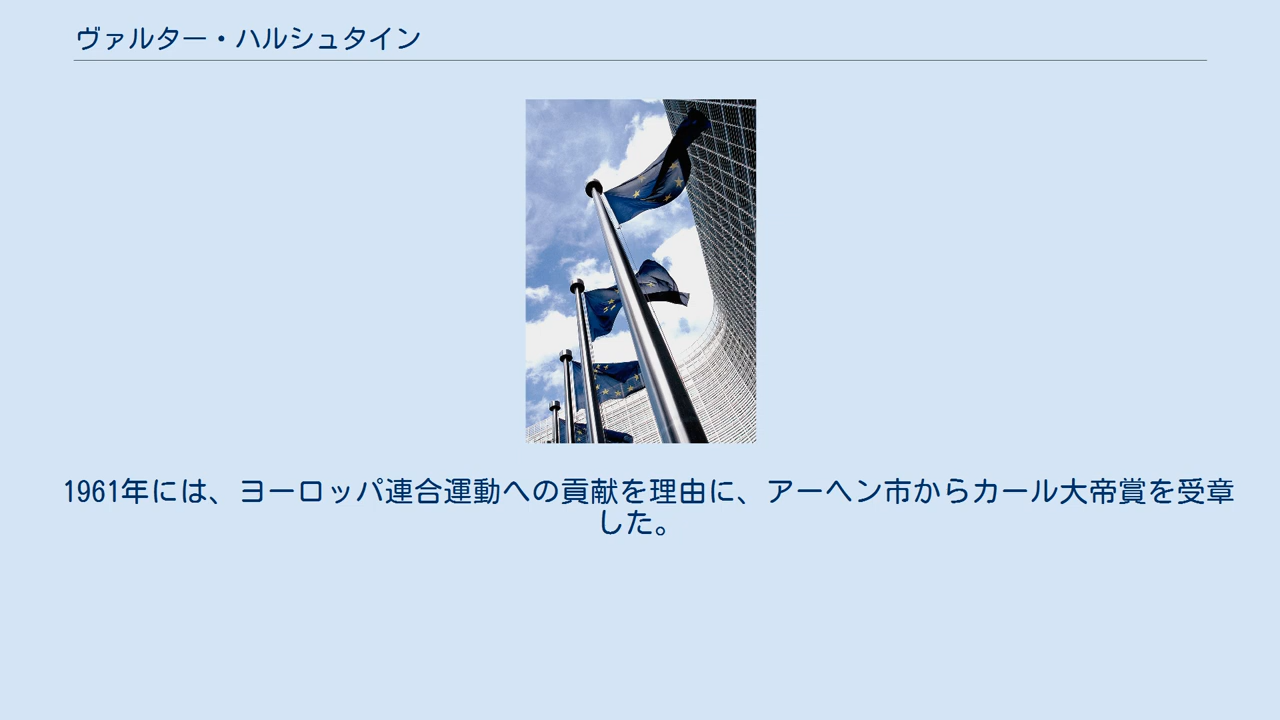 ヴァルター・ハルシュタイン
1961年には、ヨーロッパ連合運動への貢献を理由に、アーヘン市からカール大帝賞を受章
した。